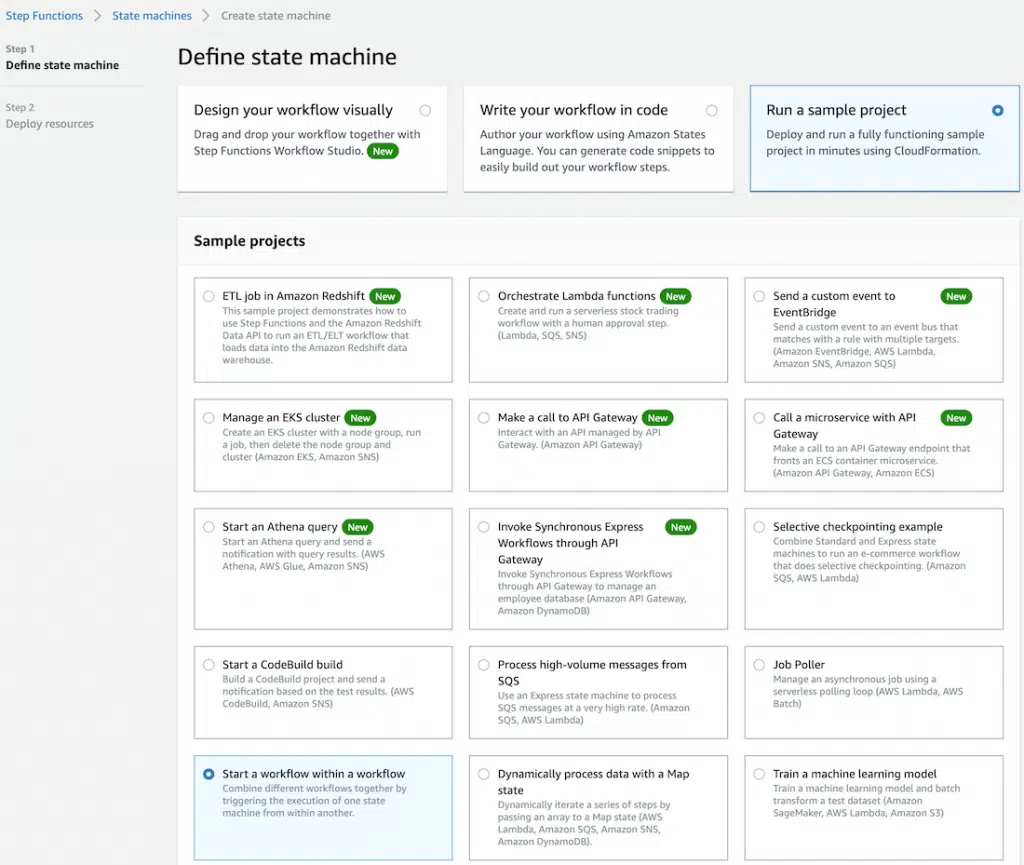 Step Functions > State machines > Create state machine
Step 1
Define state machine
Step 2
Deploy resources
Define state machine
Design your workflow visually
Drag and drop your workflow together with
Step Functions Workflow Studio. New
Write your workflow in code
Author your workflow using Amazon States
Language. You can generate code snippets to
easily build out your workflow steps.
Run a sample project
Deploy and run a fully functioning sample
project in minutes using CloudFormation.
Sample projects
ETL job in Amazon Redshift New
This sample project demonstrates how to
use Step Functions and the Amazon Redshift
Data API to run an ETL/ELT workflow that
loads data into the Amazon Redshift data
warehouse.
Orchestrate Lambda functions New
Create and run a serverless stock trading
workflow with a human approval step.
(Lambda, SQS, SNS)
Send a custom event to New
EventBridge
Send a custom event to an event bus that
matches with a rule with multiple targets.
(Amazon EventBridge, AWS Lambda,
Amazon SNS, Amazon SQS)
Manage an EKS cluster New
Create an EKS cluster with a node group, run
a job, then delete the node group and
cluster (Amazon EKS, Amazon SNS)
Make a call to API Gateway New
Interact with an API managed by API
Gateway. (Amazon API Gateway)
Call a microservice with API New
Gateway
Make a call to an API Gateway endpoint that
fronts an ECS container microservice.
(Amazon API Gateway, Amazon ECS)
Start an Athena query New
Start an Athena query and send a
notification with query results. (AWS
Athena, AWS Glue, Amazon SNS)
Invoke Synchronous Express New
Workflows through API
Gateway
Invoke Synchronous Express Workflows
through API Gateway to manage an
employee database (Amazon API Gateway,
Amazon DynamoDB)
Selective checkpointing example
Combine Standard and Express state
machines to run an e-commerce workflow
that does selective checkpointing. (Amazon
SQS, AWS Lambda)
Start a CodeBuild build
Build a CodeBuild project and send a
notification based on the test results. (AWS
CodeBuild, Amazon SNS)
Process high-volume messages from
SQS
Use an Express state machine to process
SQS messages at a very high rate. (Amazon
SQS, AWS Lambda)
Job Poller
Manage an asynchronous job using a
serverless polling loop (AWS Lambda, AWS
Batch)
Start a workflow within a workflow
Combine different workflows together by
triggering the execution of one state
machine from within another.
Dynamically process data with a Map
state
Dynamically iterate a series of steps by
passing an array to a Map state (AWS
Lambda, Amazon SQS, Amazon SNS,
Amazon DynamoDB).
Train a machine learning model
Train a machine learning model and batch
transform a test dataset (Amazon
SageMaker, AWS Lambda, Amazon S3)